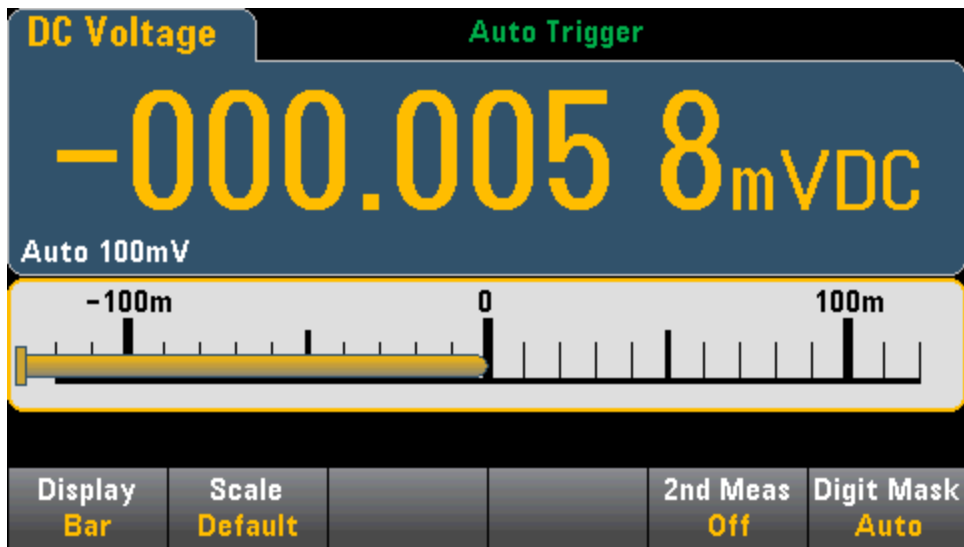 DC Voltage
Auto Trigger
-000.005 8mVDC
Auto 100mV
-100m 0 100m
Display Scale 2nd Meas Digit Mask
Bar Default Off Auto